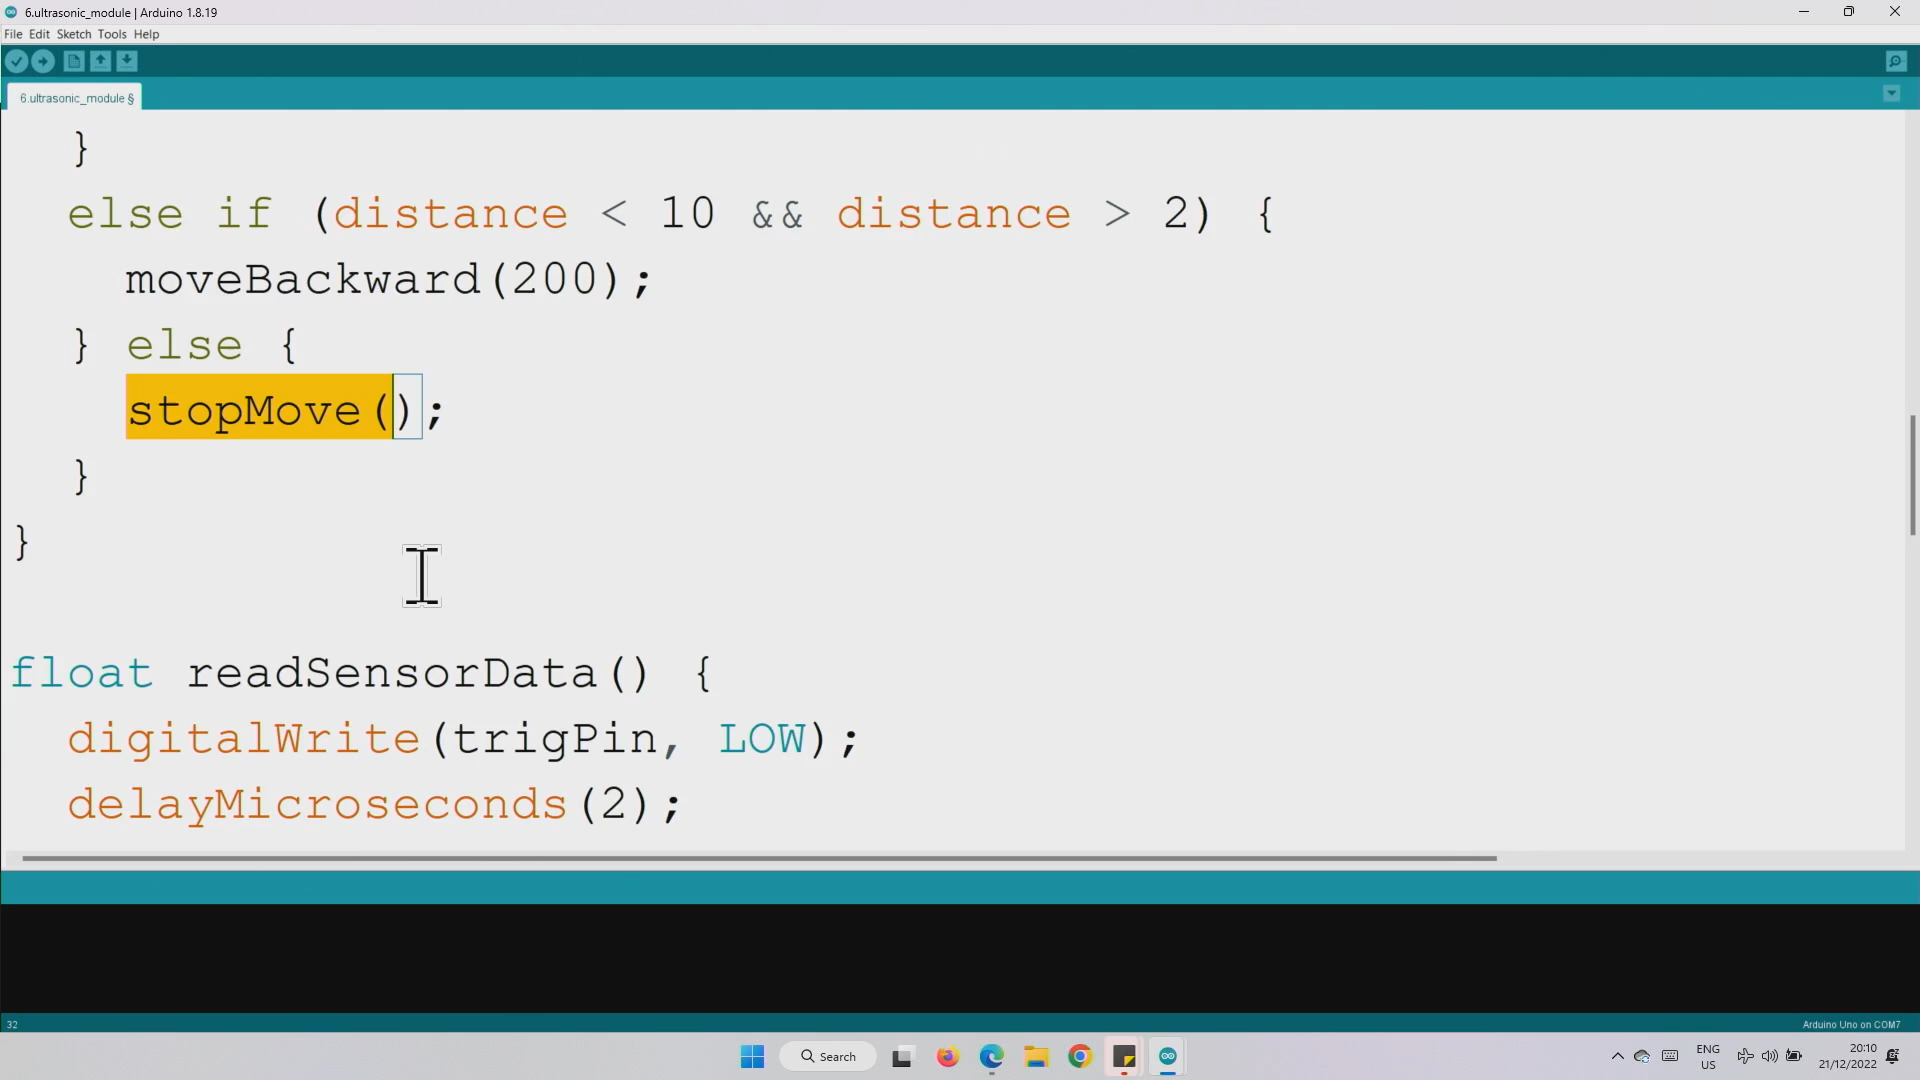 6.ultrasonic_module | Arduino 1.8.19
File Edit Sketch Tools Help
6.ultrasonic_module §
}
else if (distance < 10 && distance > 2) {
moveBackward(200);
} else {
stopMove();
}
}
float readSensorData() {
digitalWrite(trigPin, LOW);
delayMicroseconds(2);
32
Arduino Uno on COM7
Search
ENG
US
20:10
21/12/2022